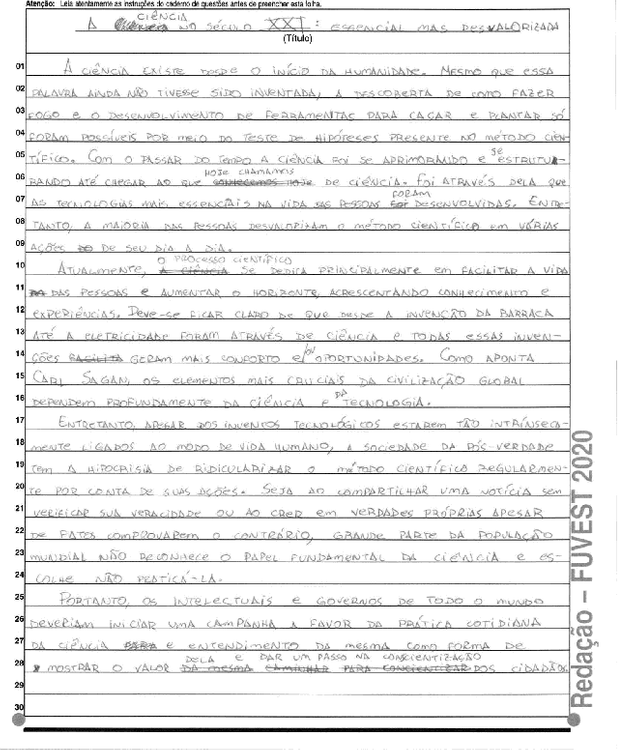 Atenção: Leia atentamente as instruções do caderno de questões antes de preencher esta folha.
CIÊNCIA
A NO SÉCULO XXI: ESSENCIAL MAS DESVALORIZADA
(Título)
01 A CIÊNCIA EXISTE DESDE O INÍCIO DA HUMANIDADE. MESMO QUE ESSA
02 PALAVRA AINDA NÃO TIVESSE SIDO INVENTADA, A DESCOBERTA DE COMO FAZER
03 FOGO E O DESENVOLVIMENTO DE FERRAMENTAS PARA CAÇAR E PLANTAR SÓ
04 FORAM POSSÍVEIS POR MEIO DO TESTE DE HIPÓTESES PRESENTE NO MÉTODO CIEN-
05 TÍFICO. COM O PASSAR DO TEMPO A CIÊNCIA FOI SE APRIMORANDO E SE ESTRUTU-
06 RANDO ATÉ CHEGAR AO QUE HOJE CHAMAMOS DE CIÊNCIA. FOI ATRAVÉS DELA QUE
07 AS TECNOLOGIAS MAIS ESSENCIAIS NA VIDA DAS PESSOAS FORAM DESENVOLVIDAS. ENTRE-
08 TANTO, A MAIORIA DAS PESSOAS DESVALORIZAM O MÉTODO CIENTÍFICO EM VÁRIAS
09 AÇÕES DE SEU DIA A DIA.
10 ATUALMENTE, O PROCESSO CIENTÍFICO SE DEDICA PRINCIPALMENTE EM FACILITAR A VIDA
11 DAS PESSOAS E AUMENTAR O HORIZONTE, ACRESCENTANDO CONHECIMENTO E
12 EXPERIÊNCIAS. DEVE-SE FICAR CLARO DE QUE DESDE A INVENÇÃO DA BARRACA
13 ATÉ A ELETRICIDADE FORAM ATRAVÉS DE CIÊNCIA E TODAS ESSAS INVEN-
14 ÇÕES GERAM MAIS CONFORTO E/OU OPORTUNIDADES. COMO APONTA
15 CARL SAGAN, OS ELEMENTOS MAIS CRUCIAIS DA CIVILIZAÇÃO GLOBAL
16 DEPENDEM PROFUNDAMENTE DA CIÊNCIA E DA TECNOLOGIA.
17 ENTRETANTO, APESAR DOS INVENTOS TECNOLÓGICOS ESTAREM TÃO INTRINSECA-
18 MENTE LIGADOS AO MODO DE VIDA HUMANO, A SOCIEDADE DA PÓS-VERDADE
19 TEM A HIPOCRISIA DE RIDICULARIZAR O MÉTODO CIENTÍFICO REGULARMEN-
20 TE POR CONTA DE SUAS AÇÕES. SEJA AO COMPARTILHAR UMA NOTÍCIA SEM
21 VERIFICAR SUA VERACIDADE OU AO CRER EM VERDADES PRÓPRIAS APESAR
22 DE FATOS COMPROVAREM O CONTRÁRIO, GRANDE PARTE DA POPULAÇÃO
23 MUNDIAL NÃO RECONHECE O PAPEL FUNDAMENTAL DA CIÊNCIA E ES-
24 COLHE NÃO PRATICÁ-LA.
25 PORTANTO, OS INTELECTUAIS E GOVERNOS DE TODO O MUNDO
26 DEVERIAM INICIAR UMA CAMPANHA A FAVOR DA PRÁTICA COTIDIANA
27 DA CIÊNCIA E ENTENDIMENTO DA MESMA COMO FORMA DE
28 MOSTRAR O VALOR DELA E DAR UM PASSO NA CONSCIENTIZAÇÃO DOS CIDADÃOS.
29
30
Redação – FUVEST 2020